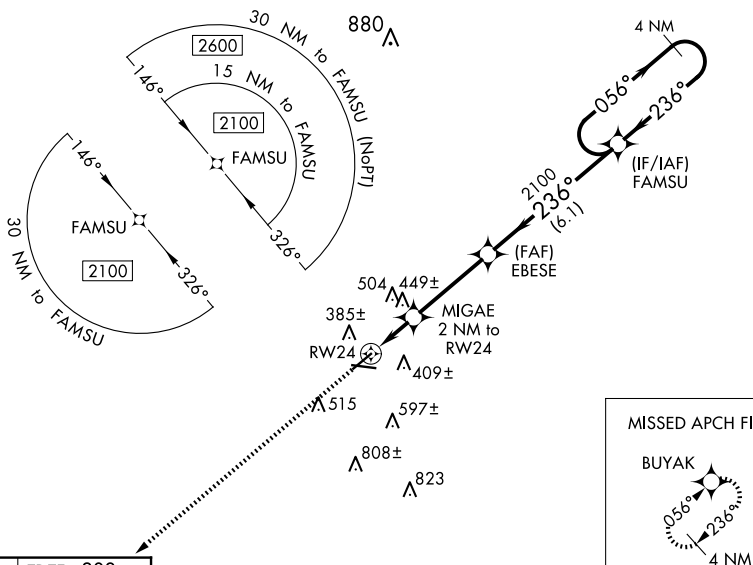 30 NM to FAMSU (NoPT)
2600
146°
15 NM to FAMSU
2100
FAMSU
326°
880
4 NM
056°
236°
(IF/IAF)
FAMSU
2100
236°
(6.1)
(FAF)
EBESE
146°
FAMSU
2100
326°
30 NM to FAMSU
504
449±
MIGAE
2 NM to
RW24
385±
RW24
409±
515
597±
808±
823
MISSED APCH FI
BUYAK
056°
236°
4 NM